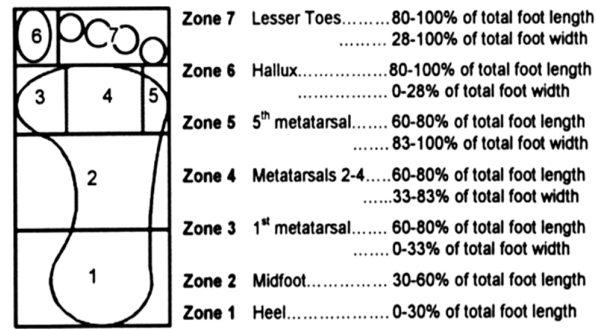 6
7
3 4 5
2
1
Zone 7 Lesser Toes.........80-100% of total foot length
.........28-100% of total foot width
Zone 6 Hallux..................80-100% of total foot length
..................0-28% of total foot width
Zone 5 5th metatarsal....... 60-80% of total foot length
....... 83-100% of total foot width
Zone 4 Metatarsals 2-4.....60-80% of total foot length
......33-83% of total foot width
Zone 3 1st metatarsal....... 60-80% of total foot length
....... 0-33% of total foot width
Zone 2 Midfoot................ 30-60% of total foot length
Zone 1 Heel.................... 0-30% of total foot length